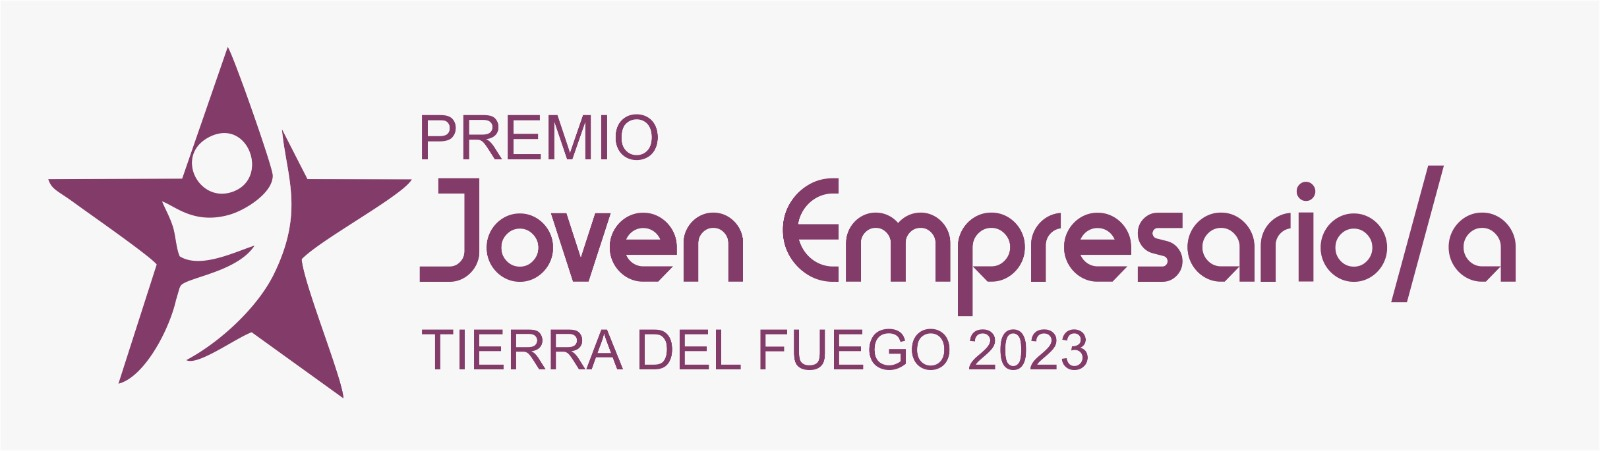 PREMIO
Joven Empresario/a
TIERRA DEL FUEGO 2023